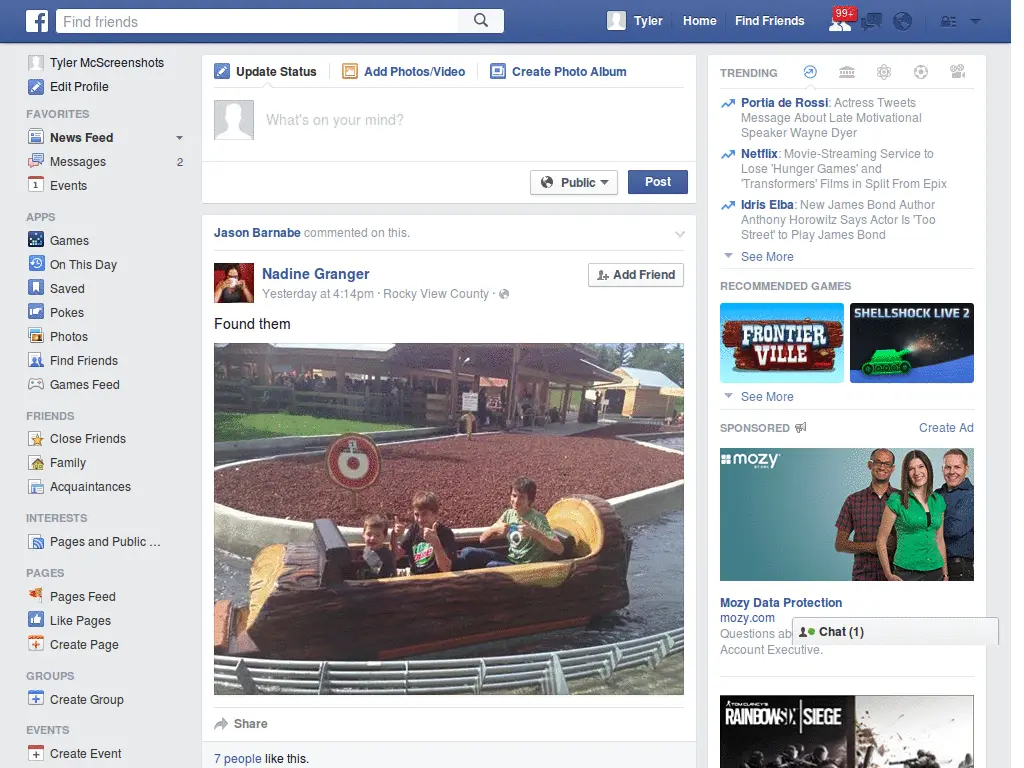 f
Find friends
Tyler
Home
Find Friends
99+
Tyler McScreenshots
Edit Profile
FAVORITES
News Feed
Messages
2
1
Events
APPS
Games
On This Day
Saved
Pokes
Photos
Find Friends
Games Feed
FRIENDS
Close Friends
Family
Acquaintances
INTERESTS
Pages and Public ...
PAGES
Pages Feed
Like Pages
Create Page
GROUPS
Create Group
EVENTS
Create Event
Update Status
Add Photos/Video
Create Photo Album
What's on your mind?
Public
Post
Jason Barnabe commented on this.
Nadine Granger
Yesterday at 4:14pm · Rocky View County ·
Add Friend
Found them
Share
7 people like this.
TRENDING
Portia de Rossi: Actress Tweets
Message About Late Motivational
Speaker Wayne Dyer
Netflix: Movie-Streaming Service to
Lose 'Hunger Games' and
'Transformers' Films in Split From Epix
Idris Elba: New James Bond Author
Anthony Horowitz Says Actor Is 'Too
Street' to Play James Bond
See More
RECOMMENDED GAMES
FRONTIER
VILLE
SHELLSHOCK LIVE 2
See More
SPONSORED
Create Ad
mozy
Mozy Data Protection
mozy.com
Questions ab
Account Executive.
Chat (1)
TOM CLANCY'S
RAINBOW SIX SIEGE